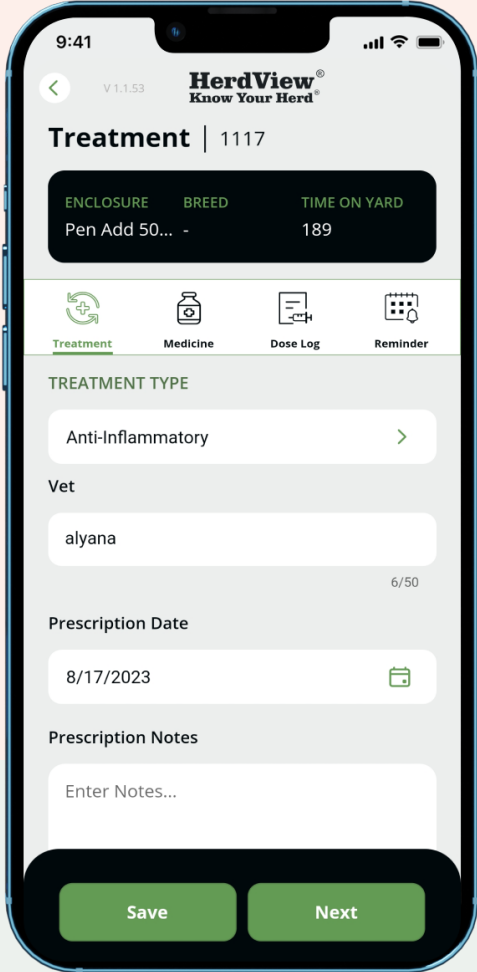 9:41
V 1.1.53
HerdView®
Know Your Herd®
Treatment | 1117
ENCLOSURE BREED TIME ON YARD
Pen Add 50... - 189
Treatment Medicine Dose Log Reminder
TREATMENT TYPE
Anti-Inflammatory
Vet
alyana
6/50
Prescription Date
8/17/2023
Prescription Notes
Enter Notes...
Save Next